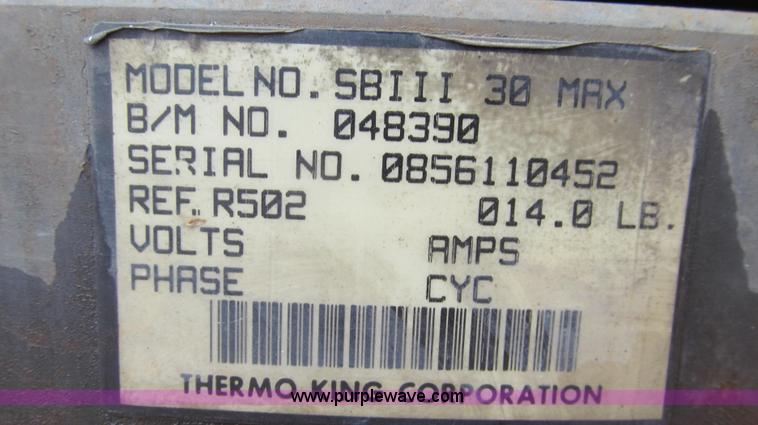 MODEL NO. SBIII 30 MAX
B/M NO. 048390
SERIAL NO. 0856110452
REF. R502 014.0 LB.
VOLTS AMPS
PHASE CYC
THERMO KING CORPORATION
www.purplewave.com